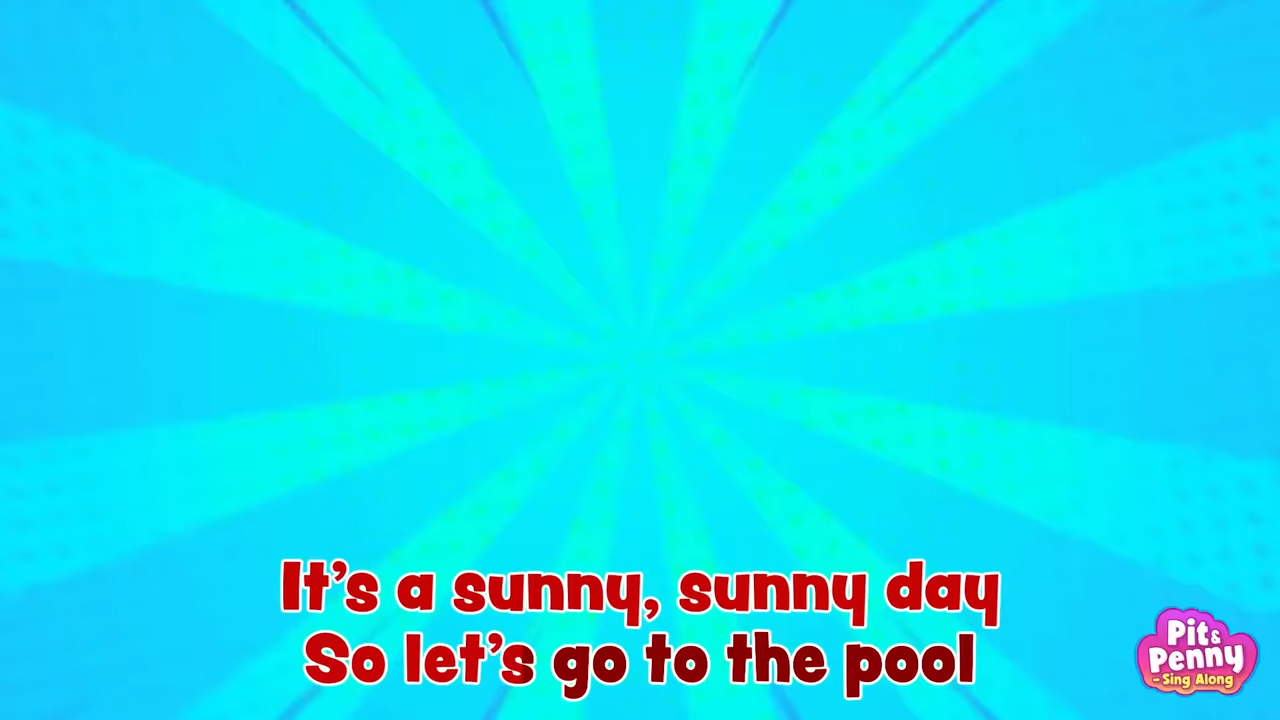 It's a sunny, sunny day
So let's go to the pool
Pit &
Penny
- Sing Along